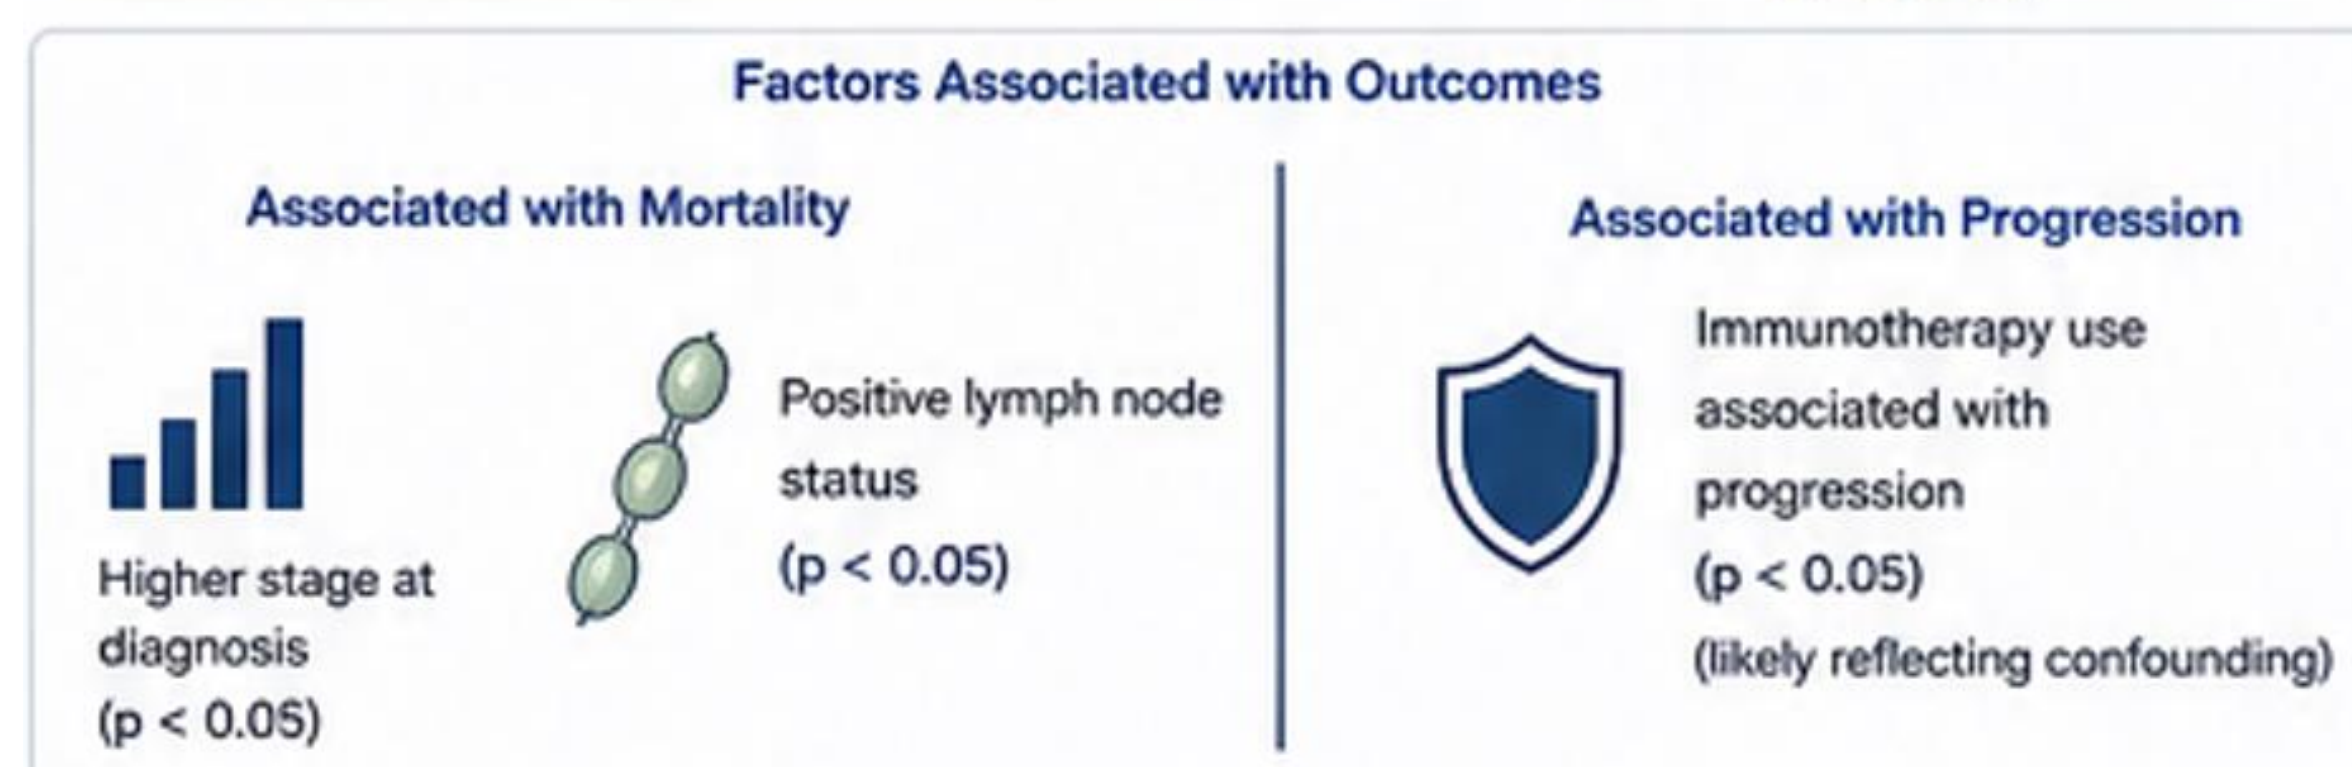 Factors Associated with Outcomes
Associated with Mortality
Higher stage at
diagnosis
(p < 0.05)
Positive lymph node
status
(p < 0.05)
Associated with Progression
Immunotherapy use
associated with
progression
(p < 0.05)
(likely reflecting confounding)